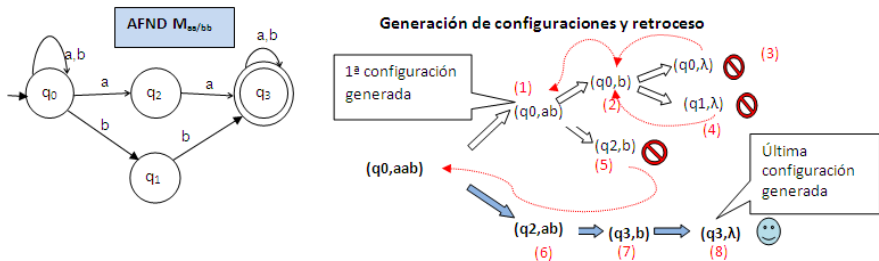 AFND M aa/bb
a,b
q0
a
q2
a
a,b
q3
b
b
q1
Generación de configuraciones y retroceso
1ª configuración
generada
(1)
(q0,ab)
(q0,b)
(2)
(q0,λ)
(3)
(q1,λ)
(4)
(q2,b)
(5)
(q0,aab)
Última
configuración
generada
(q2,ab)
(6)
(q3,b)
(7)
(q3,λ)
(8)